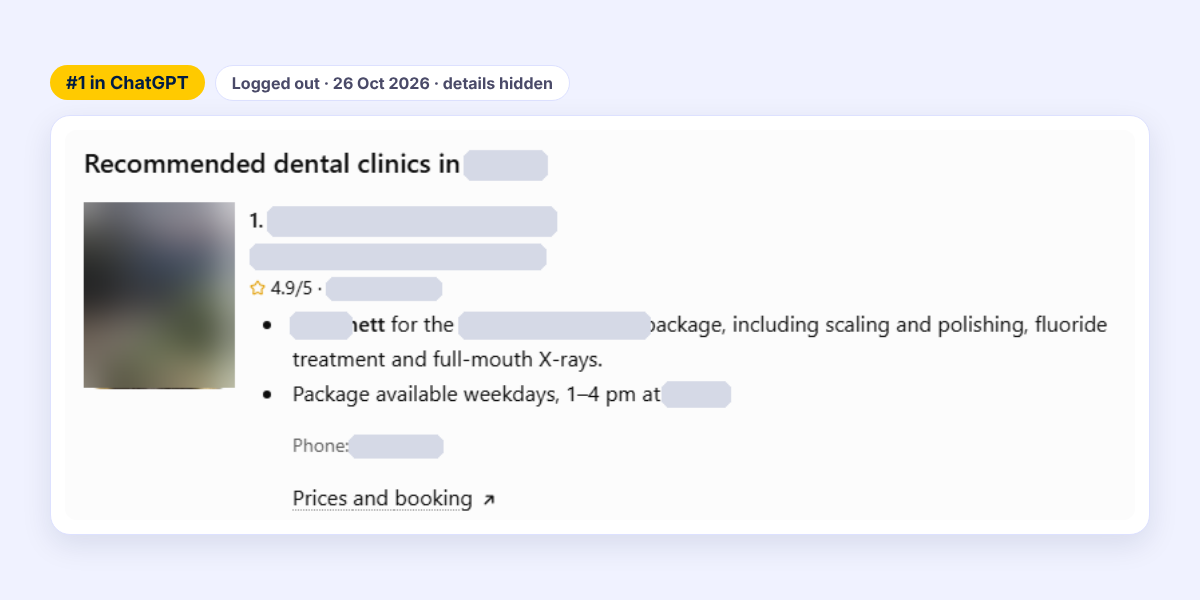 #1 in ChatGPT
Logged out · 26 Oct 2026 · details hidden
Recommended dental clinics in
1.
4.9/5 ·
nett for the package, including scaling and polishing, fluoride
treatment and full-mouth X-rays.
Package available weekdays, 1–4 pm at
Phone:
Prices and booking ↗